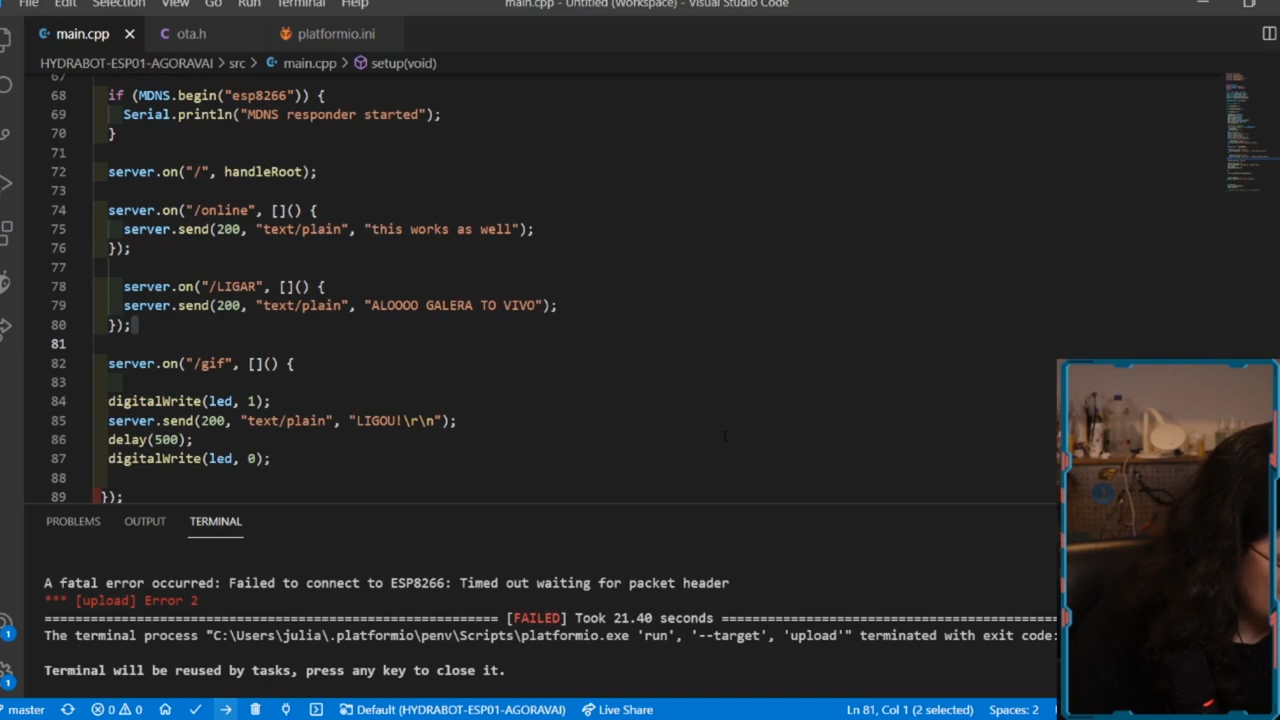 File Edit Selection View Go Run Terminal Help
main.cpp - Untitled (Workspace) - Visual Studio Code
main.cpp ota.h platformio.ini
HYDRABOT-ESP01-AGORAVAI > src > main.cpp > setup(void)
67
68 if (MDNS.begin("esp8266")) {
69 Serial.println("MDNS responder started");
70 }
71
72 server.on("/", handleRoot);
73
74 server.on("/online", []() {
75 server.send(200, "text/plain", "this works as well");
76 });
77
78 server.on("/LIGAR", []() {
79 server.send(200, "text/plain", "ALOOOO GALERA TO VIVO");
80 });
81
82 server.on("/gif", []() {
83
84 digitalWrite(led, 1);
85 server.send(200, "text/plain", "LIGOU!\r\n");
86 delay(500);
87 digitalWrite(led, 0);
88
89 });
PROBLEMS OUTPUT TERMINAL
A fatal error occurred: Failed to connect to ESP8266: Timed out waiting for packet header
*** [upload] Error 2
================================================== [FAILED] Took 21.40 seconds ==================================================
The terminal process "C:\Users\julia\.platformio\penv\Scripts\platformio.exe 'run', '--target', 'upload'" terminated with exit code:
Terminal will be reused by tasks, press any key to close it.
1
1
master 0 0 Default (HYDRABOT-ESP01-AGORAVAI) Live Share Ln 81, Col 1 (2 selected) Spaces: 2